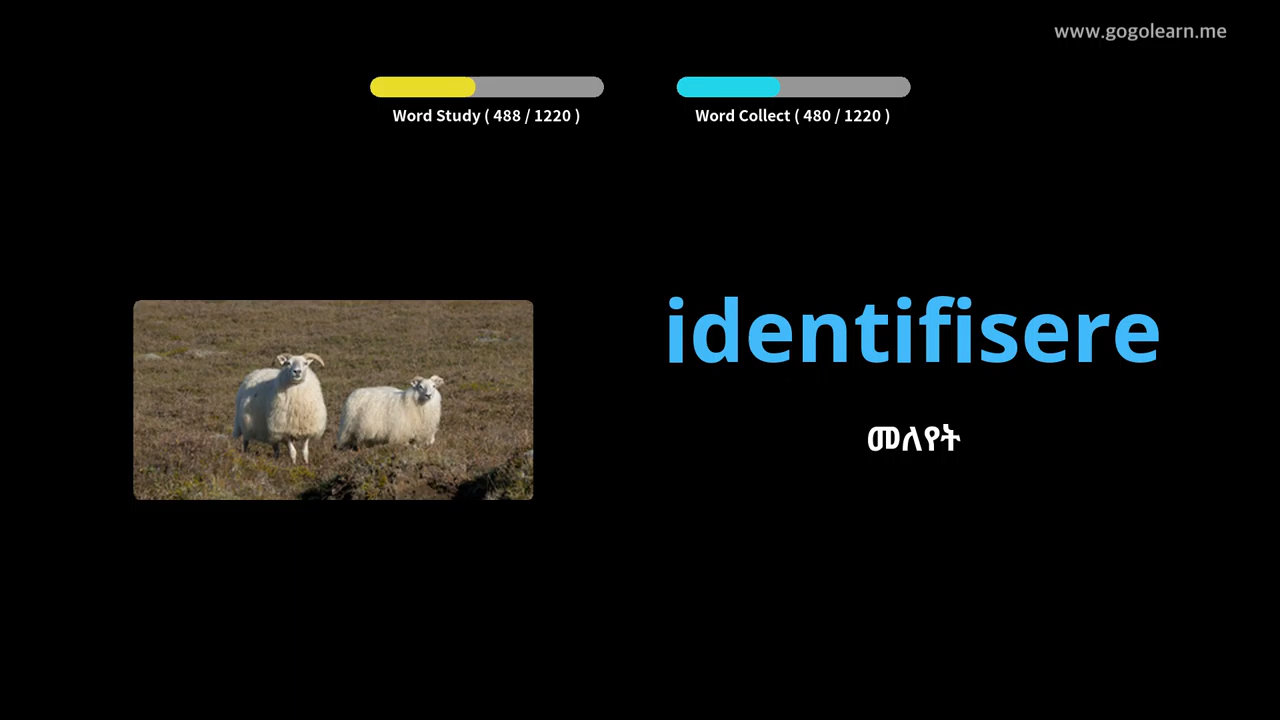 www.gogolearn.me
Word Study ( 488 / 1220 )
Word Collect ( 480 / 1220 )
identifisere
መለየት